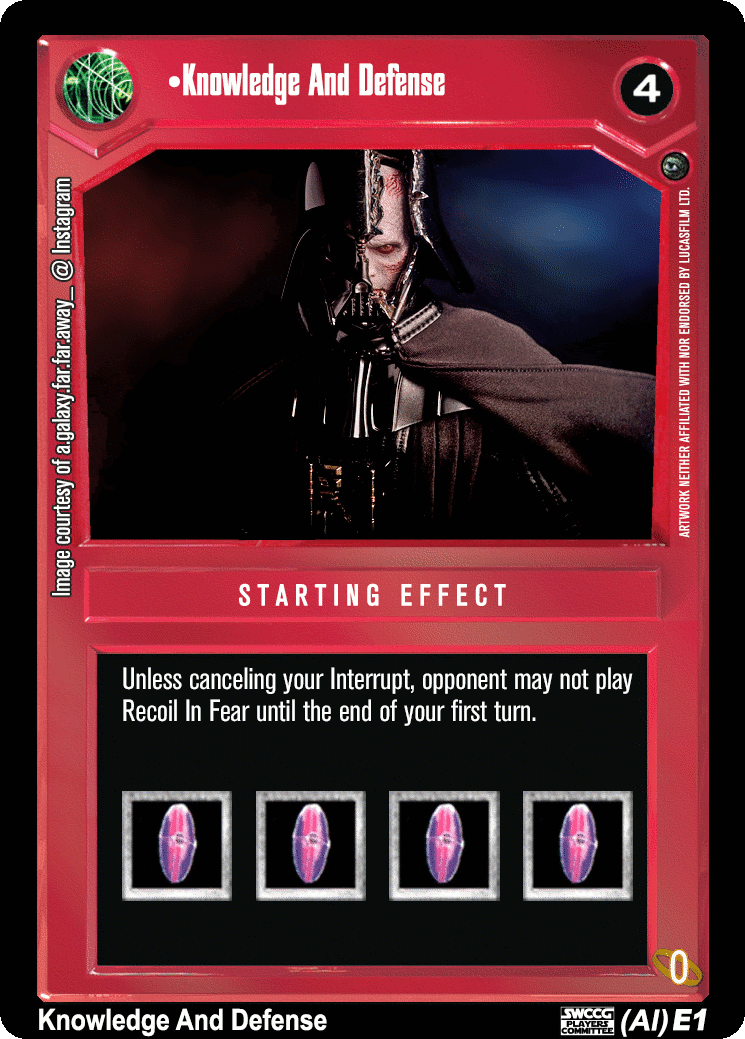 •Knowledge And Defense
4
Image courtesy of a.galaxy.far.far.away_ @ Instagram
ARTWORK NEITHER AFFILIATED WITH NOR ENDORSED BY LUCASFILM LTD.
STARTING EFFECT
Unless canceling your Interrupt, opponent may not play
Recoil In Fear until the end of your first turn.
0
Knowledge And Defense
SWCCG
PLAYERS
COMMITTEE
(AI) E1